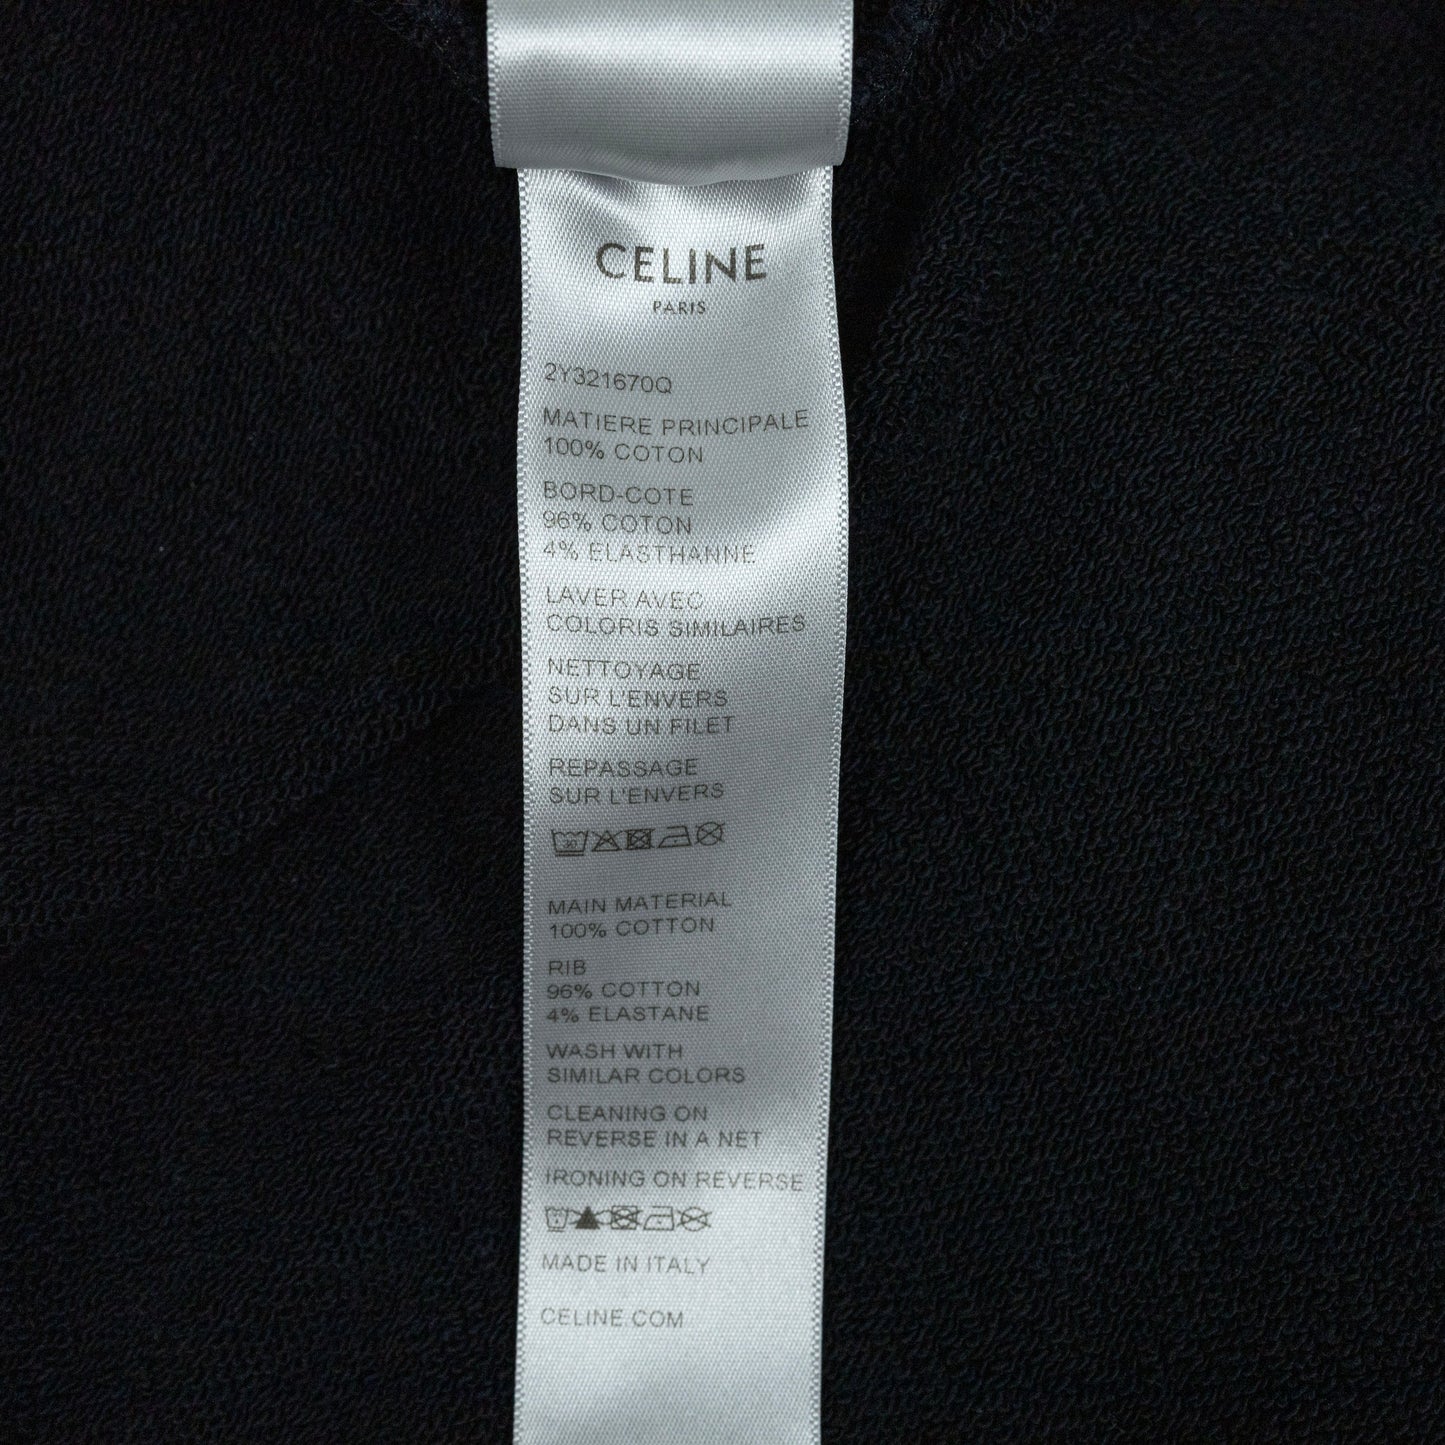 CELINE
PARIS
2Y321670Q
MATIERE PRINCIPALE
100% COTON
BORD-COTE
96% COTON
4% ELASTHANNE
LAVER AVEC
COLORIS SIMILAIRES
NETTOYAGE
SUR L'ENVERS
DANS UN FILET
REPASSAGE
SUR L'ENVERS
30
MAIN MATERIAL
100% COTTON
RIB
96% COTTON
4% ELASTANE
WASH WITH
SIMILAR COLORS
CLEANING ON
REVERSE IN A NET
IRONING ON REVERSE
MADE IN ITALY
CELINE.COM